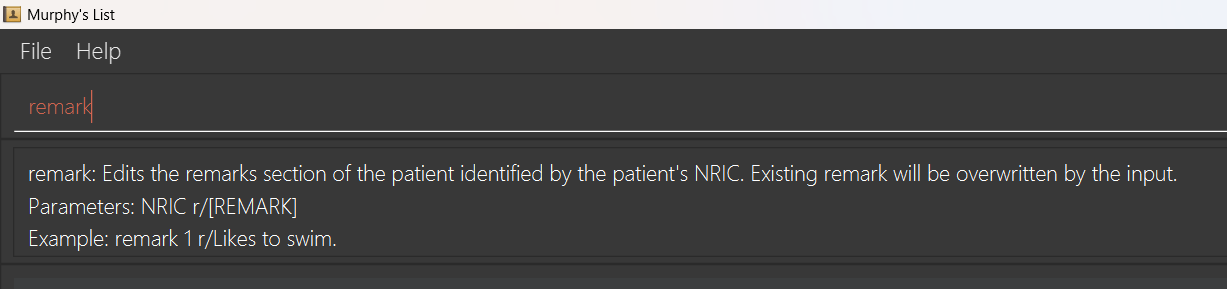 Murphy's List
File Help
remark
remark: Edits the remarks section of the patient identified by the patient's NRIC. Existing remark will be overwritten by the input.
Parameters: NRIC r/[REMARK]
Example: remark 1 r/Likes to swim.